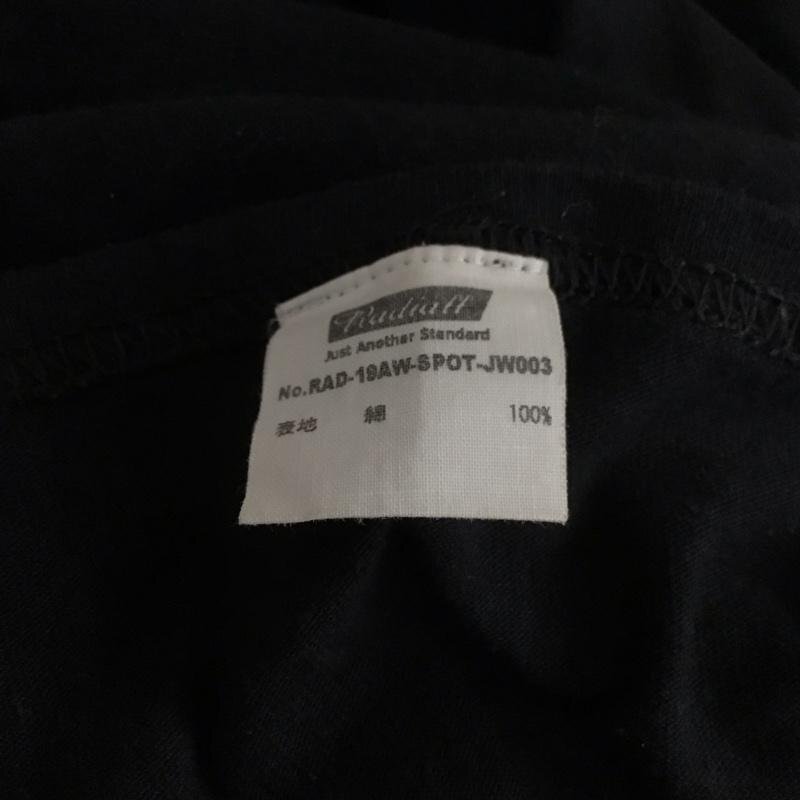 Radiall
Just Another Standard
No.RAD-19AW-SPOT-JW003
表地 綿 100%